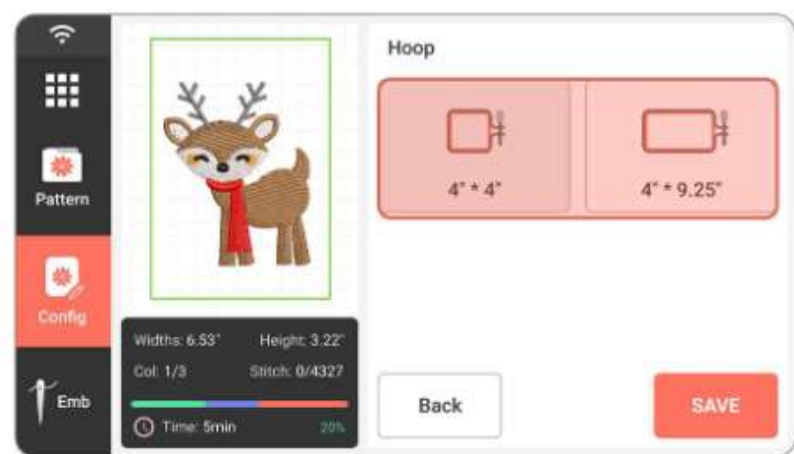 Hoop
Pattern
4" * 4"
4" * 9.25"
Config
Widths: 6.53"
Height: 3.22"
Col: 1/3
Stitch: 0/4327
Emb
Time: 5min
20%
Back
SAVE